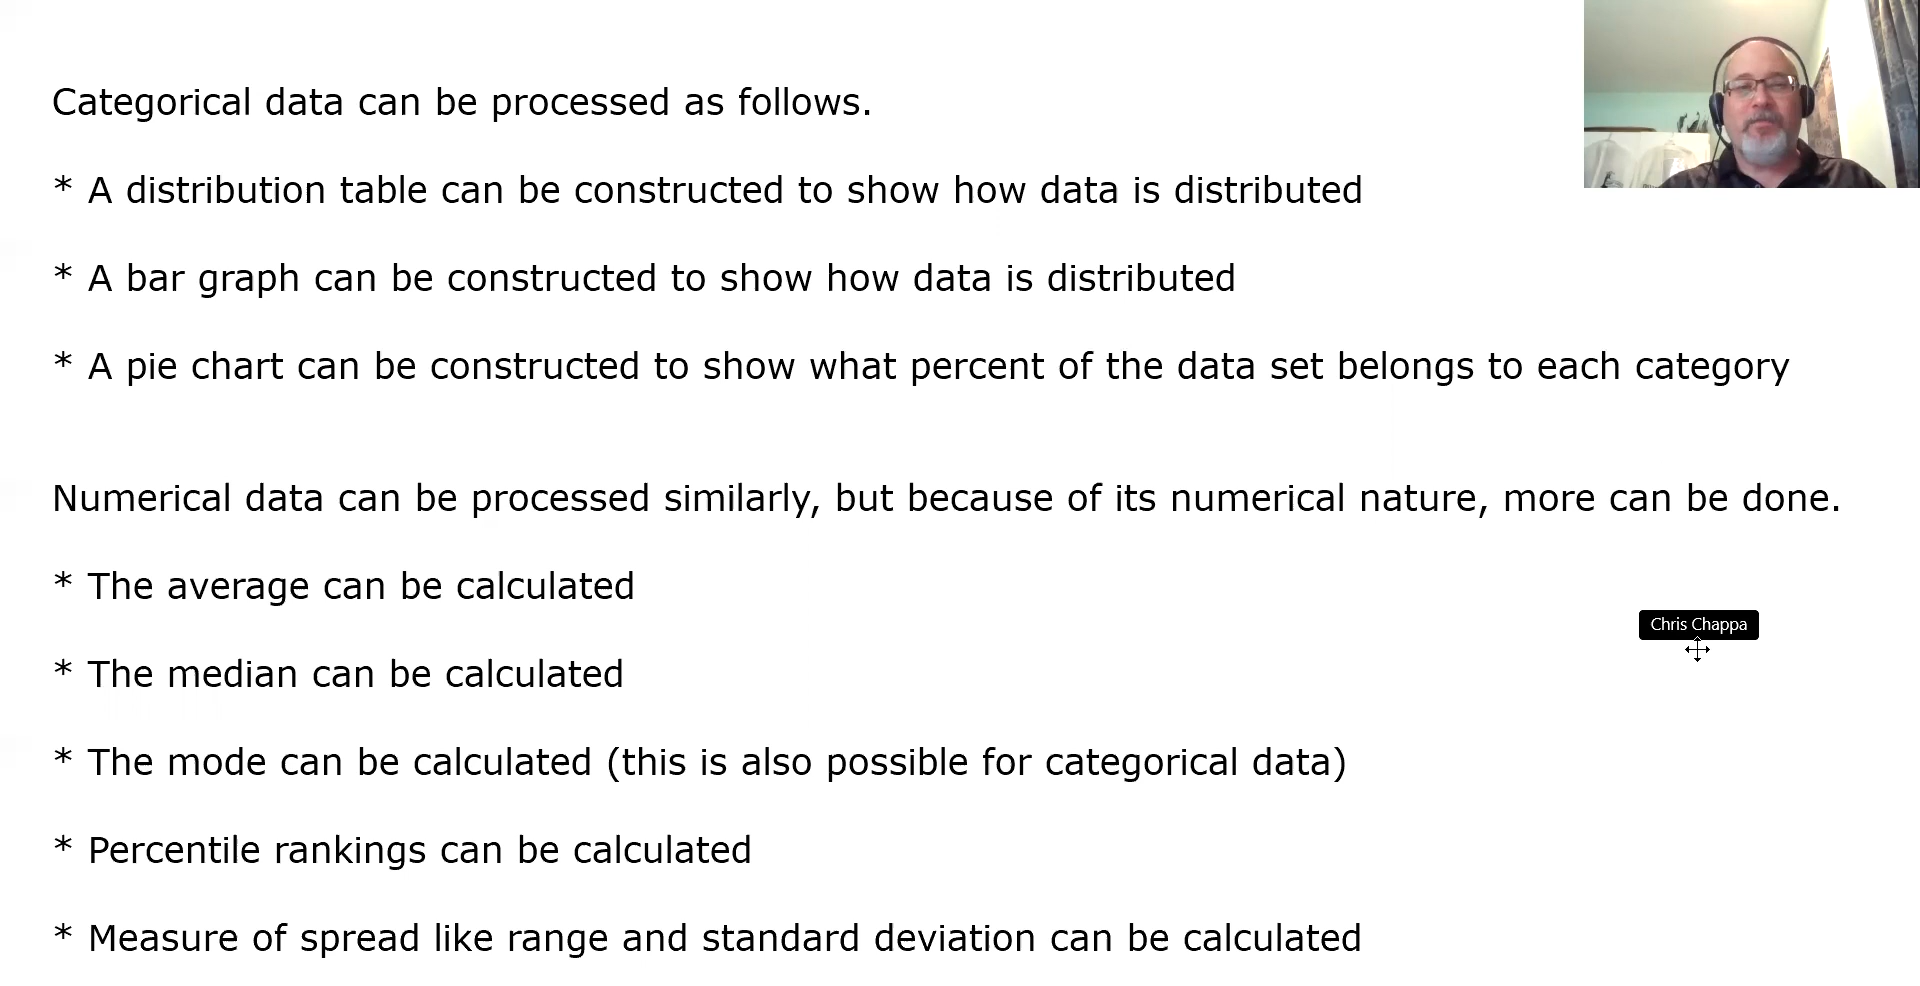 Categorical data can be processed as follows.
* A distribution table can be constructed to show how data is distributed
* A bar graph can be constructed to show how data is distributed
* A pie chart can be constructed to show what percent of the data set belongs to each category
Numerical data can be processed similarly, but because of its numerical nature, more can be done.
* The average can be calculated
Chris Chappa
* The median can be calculated
* The mode can be calculated (this is also possible for categorical data)
* Percentile rankings can be calculated
* Measure of spread like range and standard deviation can be calculated